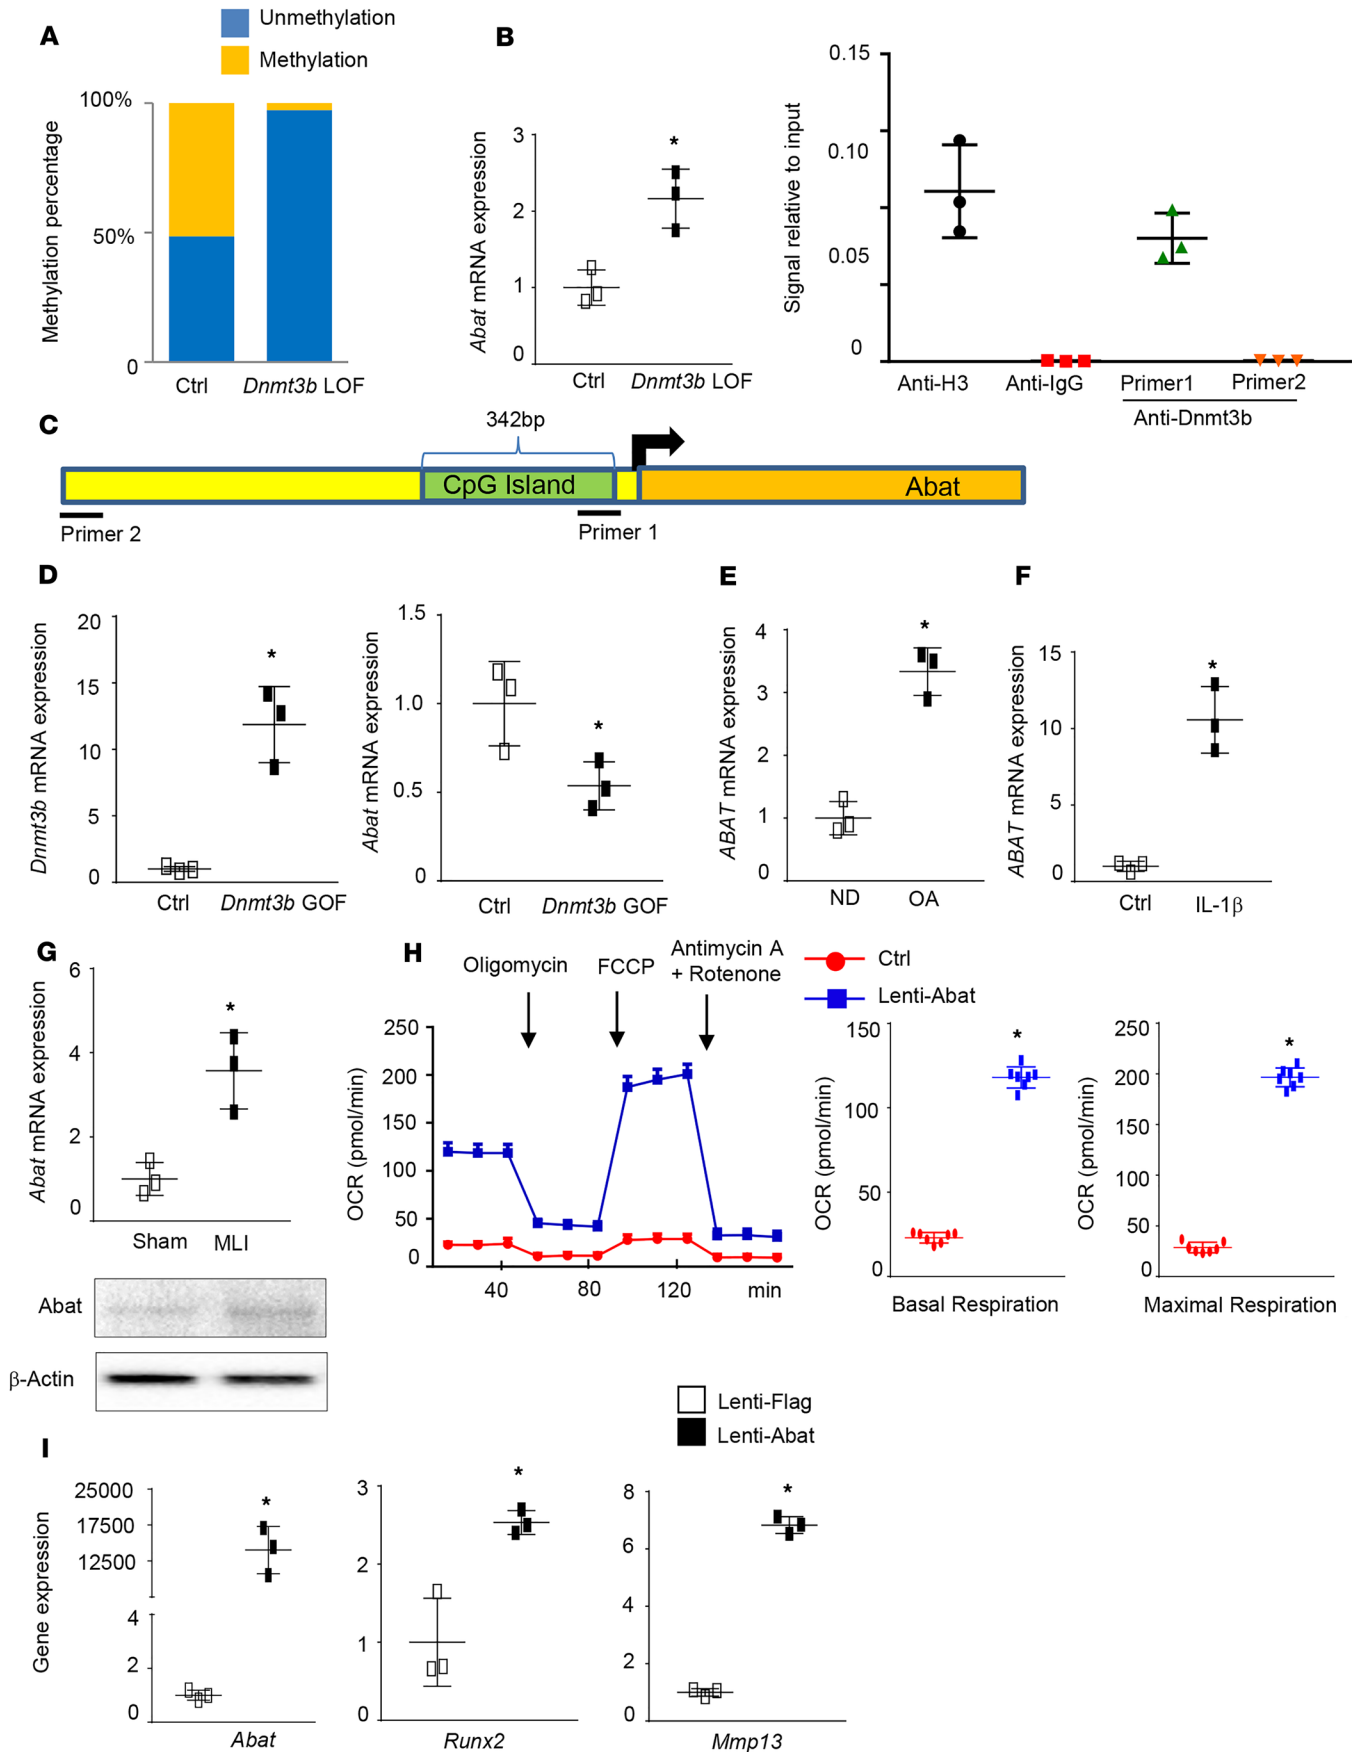 A
Unmethylation
Methylation
Methylation percentage
100%
50%
0
Ctrl
Dnmt3b LOF
B
Abat mRNA expression
3
2
1
0
*
Ctrl
Dnmt3b LOF
Signal relative to input
0.15
0.10
0.05
0
Anti-H3
Anti-IgG
Primer1
Primer2
Anti-Dnmt3b
C
342bp
CpG Island
Abat
Primer 2
Primer 1
D
Dnmt3b mRNA expression
20
15
10
5
0
*
Ctrl
Dnmt3b GOF
Abat mRNA expression
1.5
1.0
0.5
0
*
Ctrl
Dnmt3b GOF
E
ABAT mRNA expression
4
3
2
1
0
*
ND
OA
F
ABAT mRNA expression
15
10
5
0
*
Ctrl
IL-1β
G
Abat mRNA expression
6
4
2
0
*
Sham
MLI
Abat
β-Actin
H
Oligomycin
FCCP
Antimycin A
+ Rotenone
Ctrl
Lenti-Abat
OCR (pmol/min)
250
200
150
100
50
0
40
80
120
min
OCR (pmol/min)
150
100
50
0
*
Basal Respiration
OCR (pmol/min)
250
200
150
100
50
0
*
Maximal Respiration
Lenti-Flag
Lenti-Abat
I
Gene expression
25000
17500
12500
4
2
0
*
Abat
3
2
1
0
*
Runx2
8
6
4
2
0
*
Mmp13